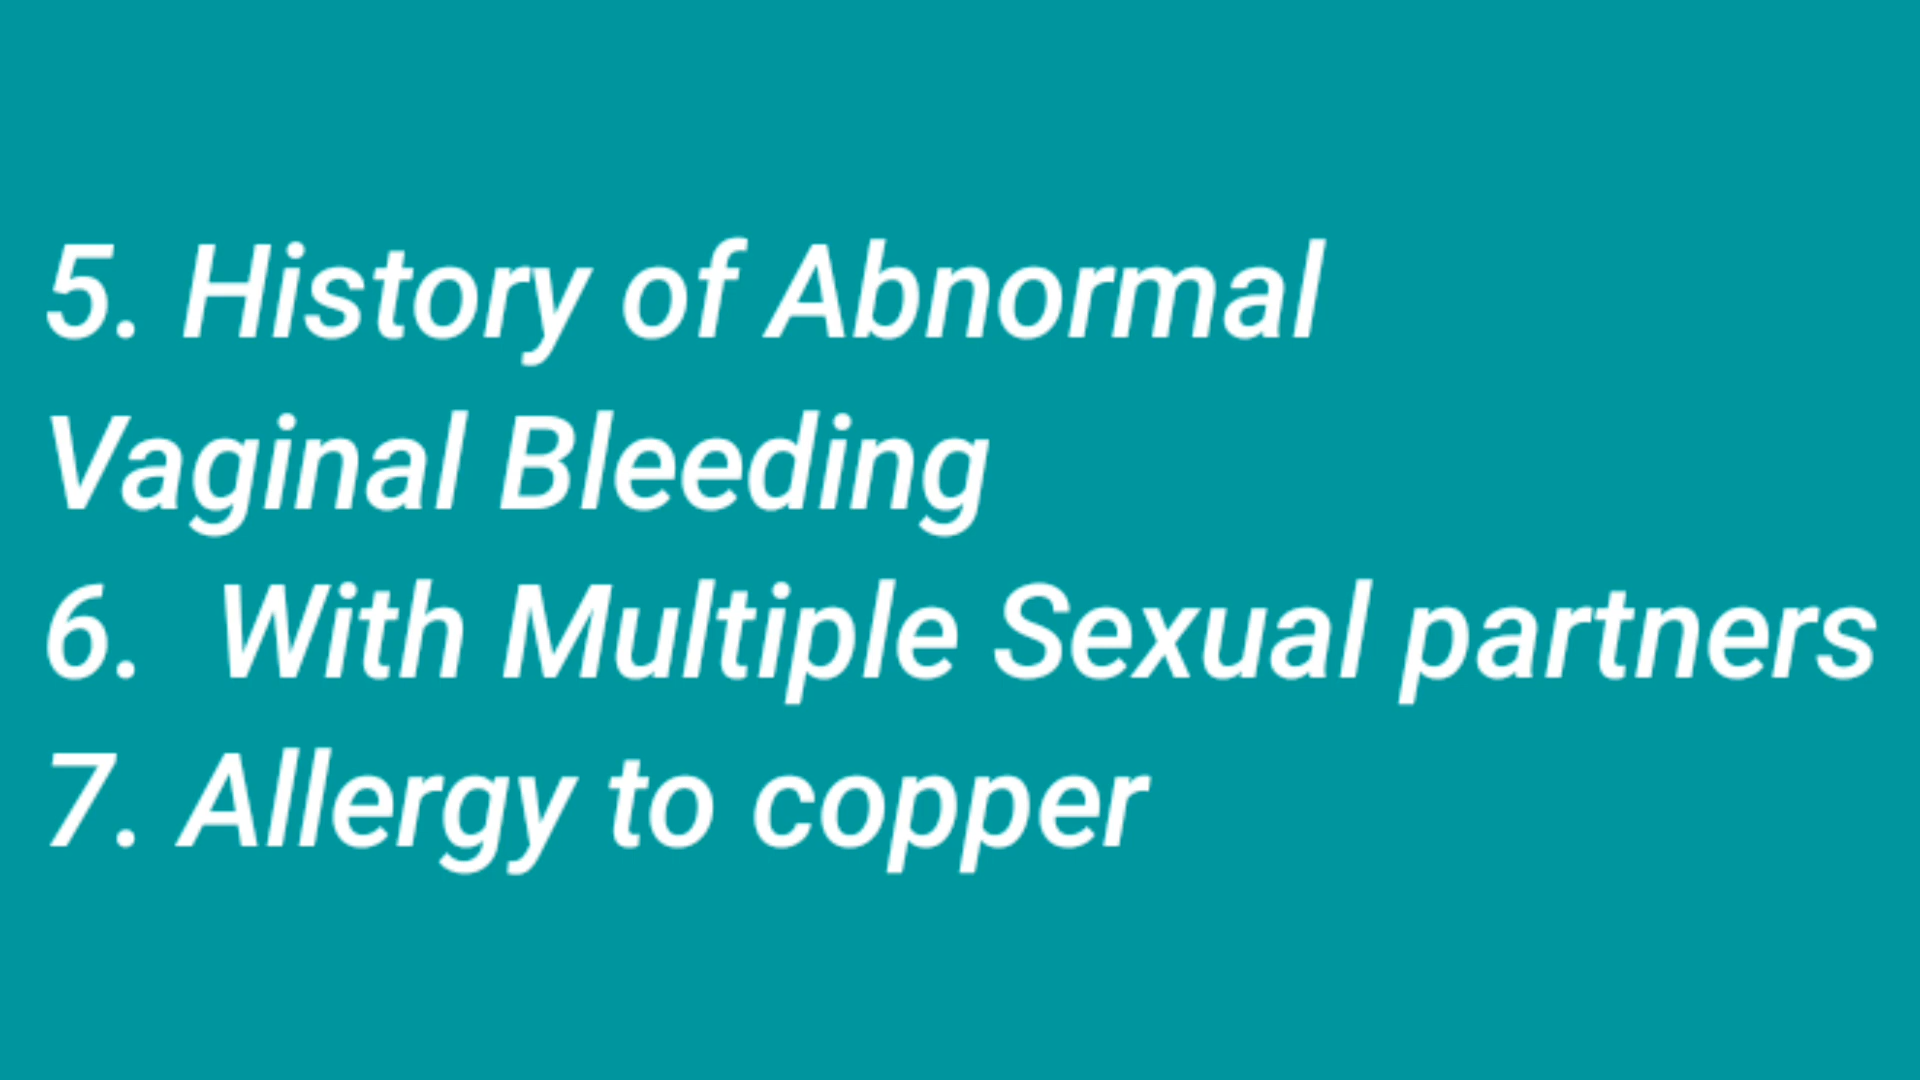 5. History of Abnormal
Vaginal Bleeding
6. With Multiple Sexual partners
7. Allergy to copper